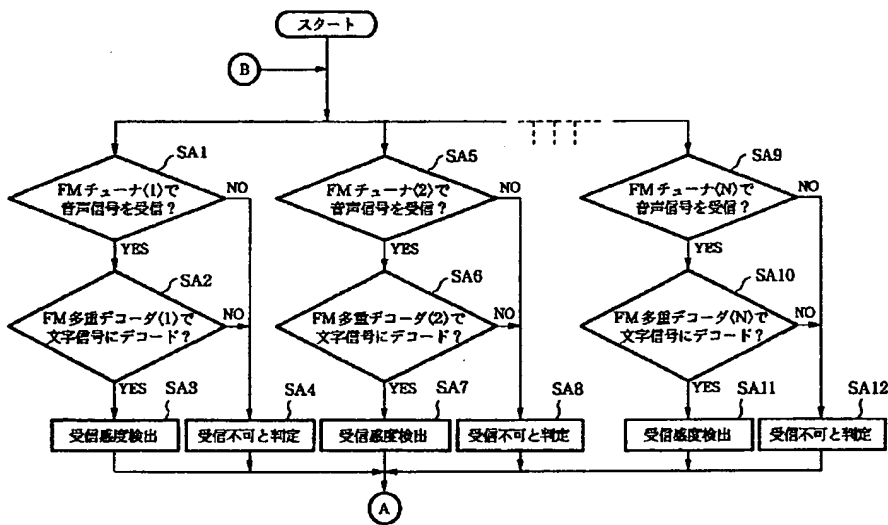 スタート
B
SA1
SA5
SA9
FMチューナ(1)で
音声信号を受信?
NO
FMチューナ(2)で
音声信号を受信?
NO
FMチューナ(N)で
音声信号を受信?
NO
YES
YES
YES
SA2
SA6
SA10
FM多重デコーダ(1)で
文字信号にデコード?
NO
FM多重デコーダ(2)で
文字信号にデコード?
NO
FM多重デコーダ(N)で
文字信号にデコード?
NO
YES
SA3
SA4
YES
SA7
SA8
YES
SA11
SA12
受信感度検出
受信不可と判定
受信感度検出
受信不可と判定
受信感度検出
受信不可と判定
A